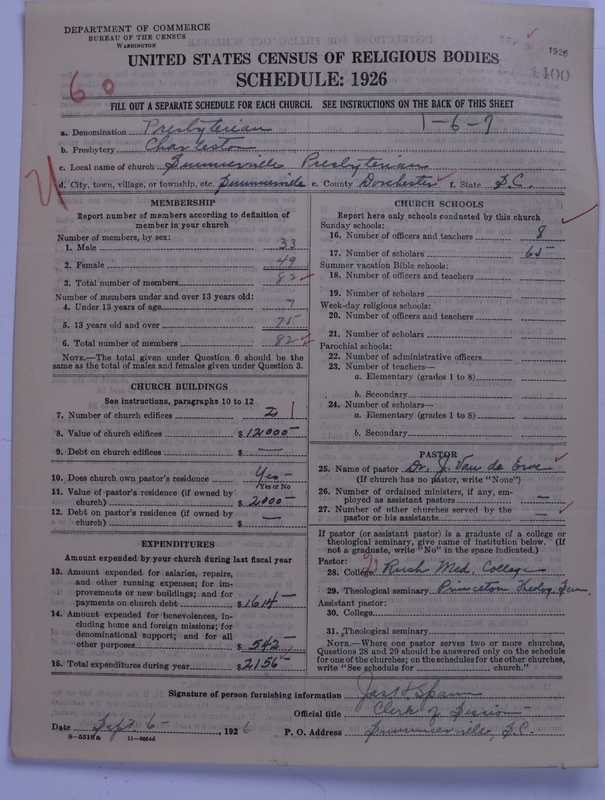 DEPARTMENT OF COMMERCE
BUREAU OF THE CENSUS
WASHINGTON
1926
1400
UNITED STATES CENSUS OF RELIGIOUS BODIES
SCHEDULE: 1926
60
FILL OUT A SEPARATE SCHEDULE FOR EACH CHURCH. SEE INSTRUCTIONS ON THE BACK OF THIS SHEET
1-6-7
a. Denomination Presbyterian
b. Presbytery Charleston
c. Local name of church Summerville Presbyterian
d. City, town, village, or township, etc. Summerville e. County Dorchester f. State S.C.
MEMBERSHIP
Report number of members according to definition of
member in your church
Number of members, by sex:
1. Male 33
2. Female 49
3. Total number of members 82
Number of members under and over 13 years old:
4. Under 13 years of age 7
5. 13 years old and over 75
6. Total number of members 82
NOTE.—The total given under Question 6 should be the
same as the total of males and females given under Question 3.
CHURCH BUILDINGS
See instructions, paragraphs 10 to 12
7. Number of church edifices 2 1
8. Value of church edifices $ 12000-
9. Debt on church edifices $ —
10. Does church own pastor's residence? Yes-
(Yes or No
11. Value of pastor's residence (if owned by
church) $ 2000-
12. Debt on pastor's residence (if owned by
church) $ —
EXPENDITURES
Amount expended by your church during last fiscal year
13. Amount expended for salaries, repairs,
and other running expenses; for im-
provements or new buildings; and for
payments on church debt $ 1614-
14. Amount expended for benevolences, in-
cluding home and foreign missions; for
denominational support; and for all
other purposes $ 542-
15. Total expenditures during year $ 2156-
CHURCH SCHOOLS
Report here only schools conducted by this church
Sunday schools:
16. Number of officers and teachers 8
17. Number of scholars 65
Summer vacation Bible schools:
18. Number of officers and teachers
19. Number of scholars
Week-day religious schools:
20. Number of officers and teachers
21. Number of scholars
Parochial schools:
22. Number of administrative officers
23. Number of teachers—
a. Elementary (grades 1 to 8)
b. Secondary
24. Number of scholars—
a. Elementary (grades 1 to 8)
b. Secondary
PASTOR
25. Name of pastor Dr. J. Van de Erve
(If church has no pastor, write "None")
26. Number of ordained ministers, if any, em-
ployed as assistant pastors —
27. Number of other churches served by the
pastor or his assistants —
If pastor (or assistant pastor) is a graduate of a college or
theological seminary, give name of institution below. (If
not a graduate, write "No" in the space indicated.)
Pastor:
28. College Rush Med. College
29. Theological seminary Princeton Theolog. Sem.
Assistant pastor:
30. College
31. Theological seminary
NOTE.—Where one pastor serves two or more churches,
Questions 28 and 29 should be answered only on the schedule
for one of the churches; on the schedules for the other churches,
write "See schedule for church."
Signature of person furnishing information Jas. H. Spann
Official title Clerk of Session
Date Sept. 6- , 1926 P. O. Address Summerville, S.C.
8-5519a 11-96644